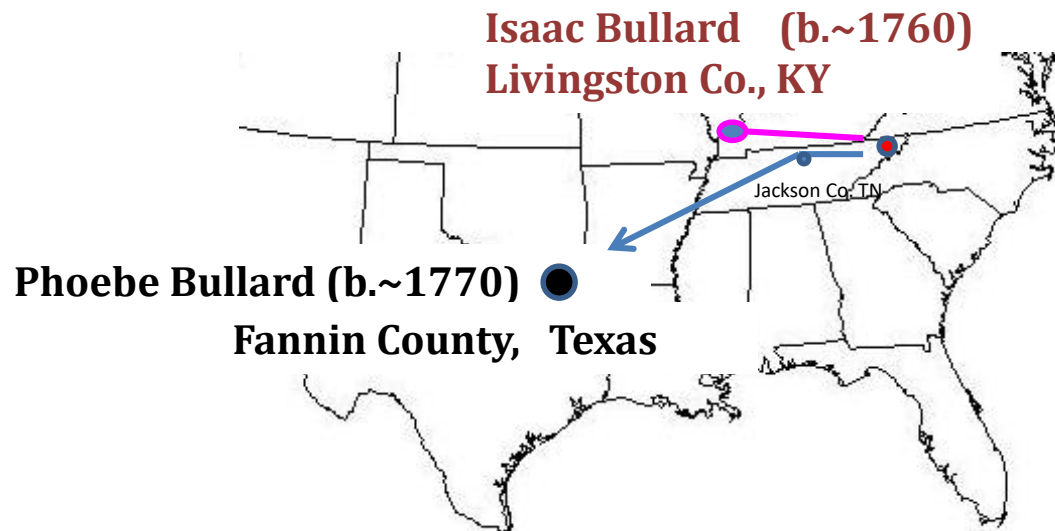 Isaac Bullard (b.~1760)
Livingston Co., KY
Jackson Co. TN
Phoebe Bullard (b.~1770)
Fannin County, Texas